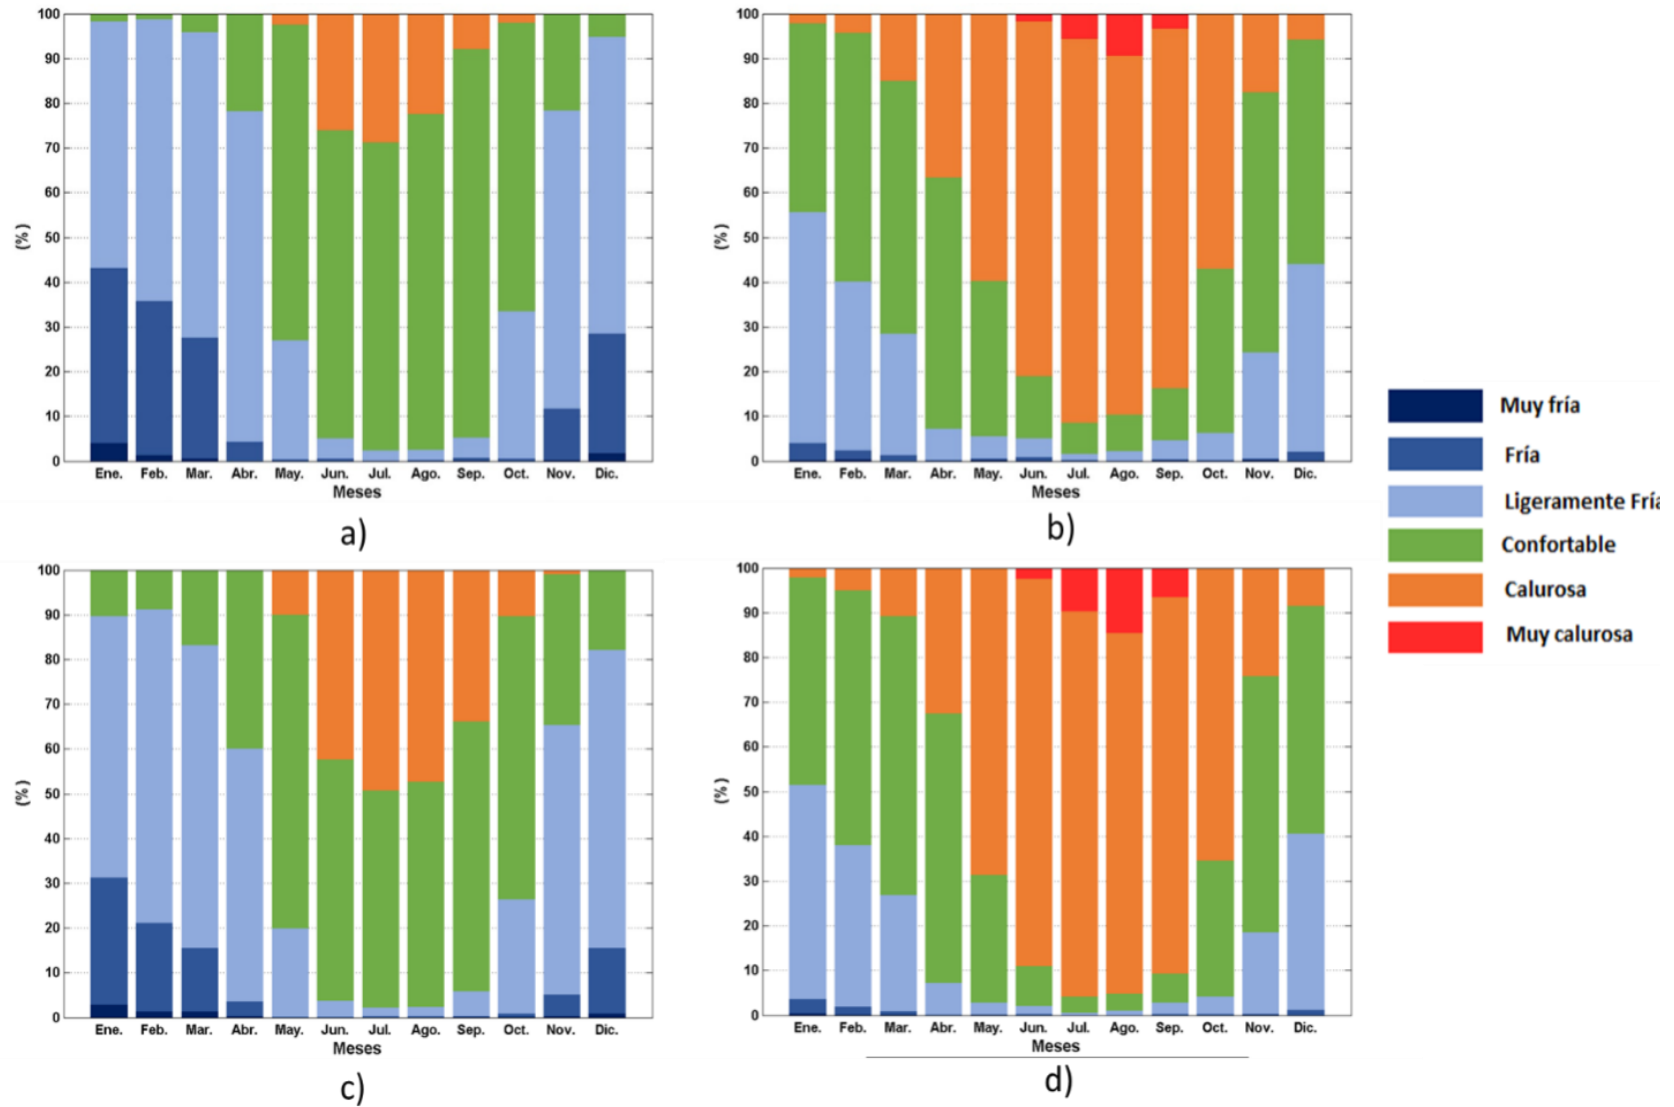 100
90
80
70
60
50
40
30
20
10
0
(%)
Ene. Feb. Mar. Abr. May. Jun. Jul. Ago. Sep. Oct. Nov. Dic.
Meses
a)
100
90
80
70
60
50
40
30
20
10
0
(%)
Ene. Feb. Mar. Abr. May. Jun. Jul. Ago. Sep. Oct. Nov. Dic.
Meses
b)
Muy fría
Fría
Ligeramente Fría
Confortable
Calurosa
Muy calurosa
100
90
80
70
60
50
40
30
20
10
0
(%)
Ene. Feb. Mar. Abr. May. Jun. Jul. Ago. Sep. Oct. Nov. Dic.
Meses
c)
100
90
80
70
60
50
40
30
20
10
0
(%)
Ene. Feb. Mar. Abr. May. Jun. Jul. Ago. Sep. Oct. Nov. Dic.
Meses
d)